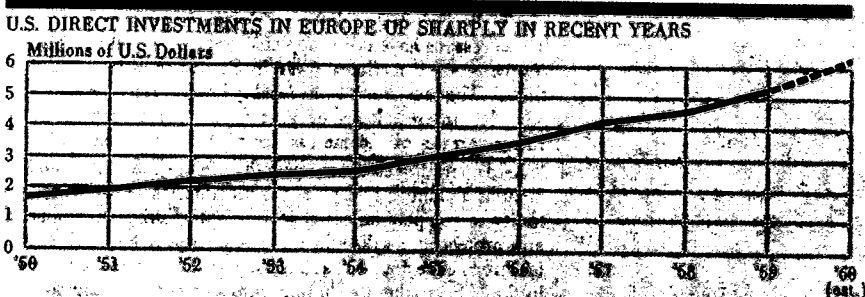 U.S. DIRECT INVESTMENTS IN EUROPE UP SHARPLY IN RECENT YEARS
Millions of U.S. Dollars
6
5
4
3
2
1
0
'50 '51 '52 '53 '54 '55 '56 '57 '58 '59 '60
(est.)